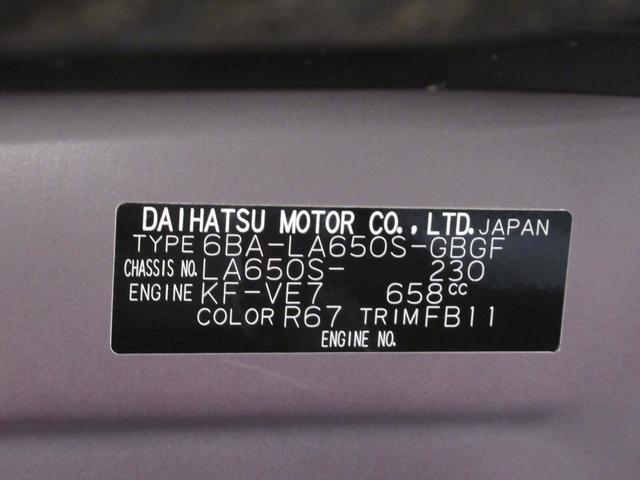 DAIHATSU MOTOR CO., LTD. JAPAN
TYPE 6BA-LA650S-GBGF
CHASSIS NO. LA650S- 230
ENGINE KF-VE7 658cc
COLOR R67 TRIM FB11
ENGINE NO.